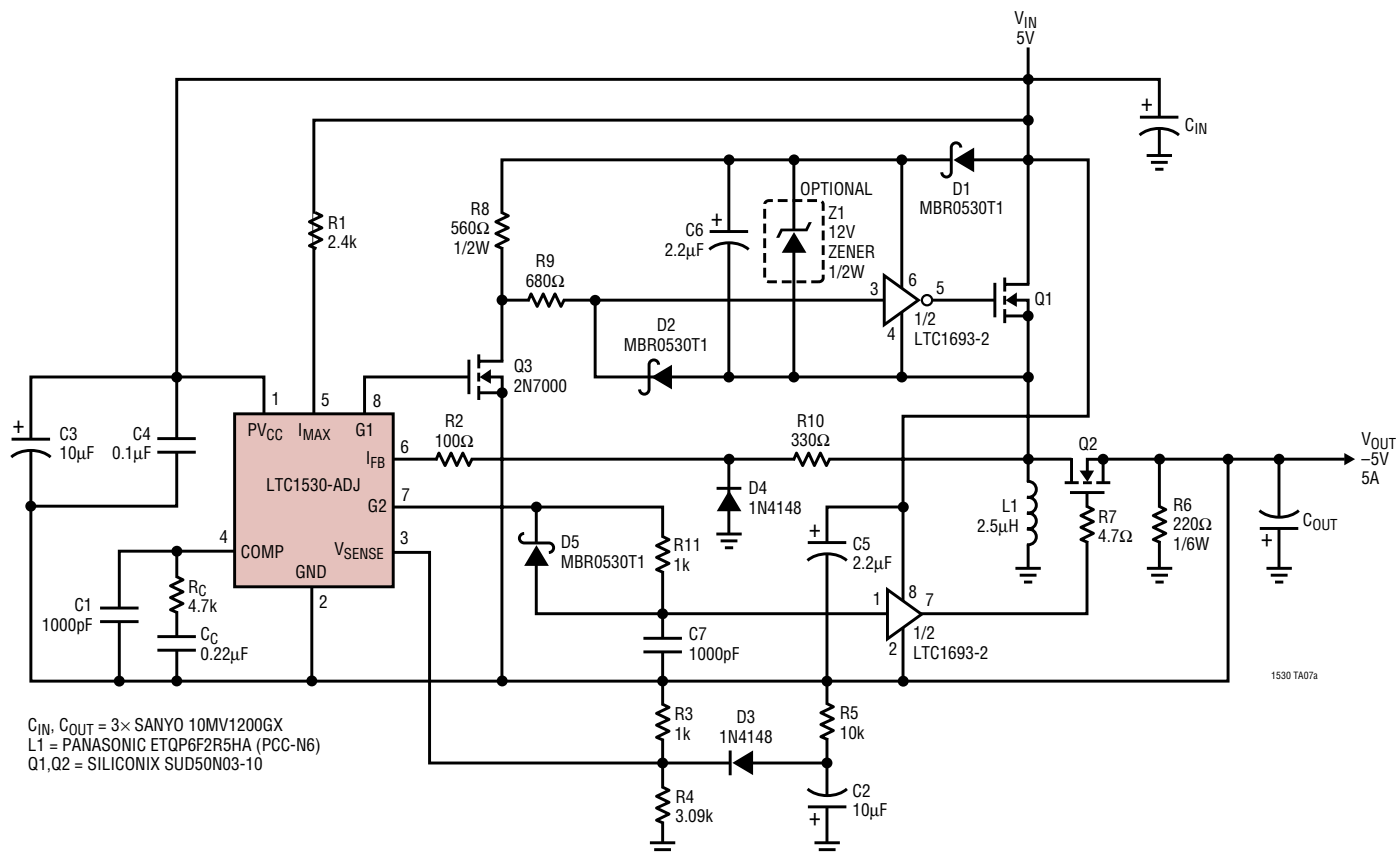 VIN
5V
CIN
+
D1
MBR0530T1
OPTIONAL
Z1
12V
ZENER
1/2W
C6
2.2µF
+
R8
560Ω
1/2W
R9
680Ω
R1
2.4k
3
6
5
4
1/2
LTC1693-2
Q1
D2
MBR0530T1
Q3
2N7000
C3
10µF
+
C4
0.1µF
1
5
8
PVCC
IMAX
G1
6
IFB
LTC1530-ADJ
G2
7
4
COMP
VSENSE
3
GND
2
R2
100Ω
R10
330Ω
D4
1N4148
Q2
VOUT
–5V
5A
L1
2.5µH
R7
4.7Ω
R6
220Ω
1/6W
COUT
+
D5
MBR0530T1
R11
1k
C5
2.2µF
+
1
8
7
2
1/2
LTC1693-2
C1
1000pF
RC
4.7k
CC
0.22µF
C7
1000pF
1530 TA07a
R3
1k
D3
1N4148
R5
10k
R4
3.09k
C2
10µF
+
CIN, COUT = 3× SANYO 10MV1200GX
L1 = PANASONIC ETQP6F2R5HA (PCC-N6)
Q1,Q2 = SILICONIX SUD50N03-10